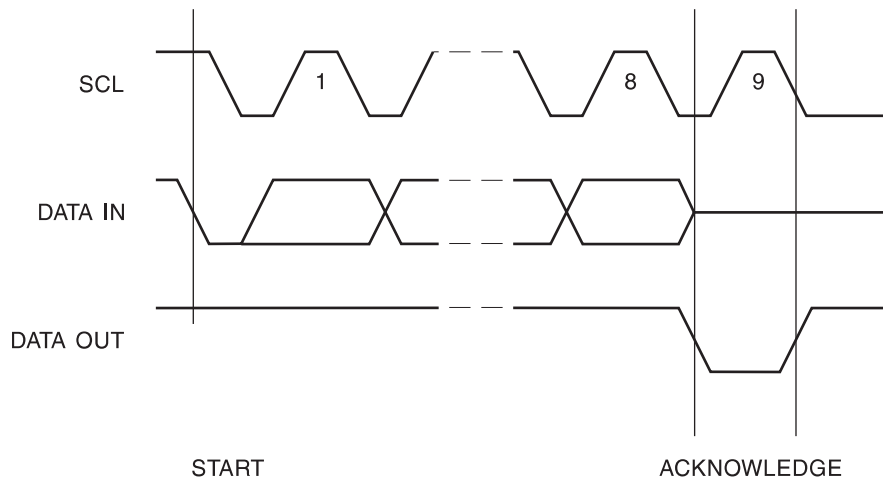 SCL
1
8
9
DATA IN
DATA OUT
START
ACKNOWLEDGE